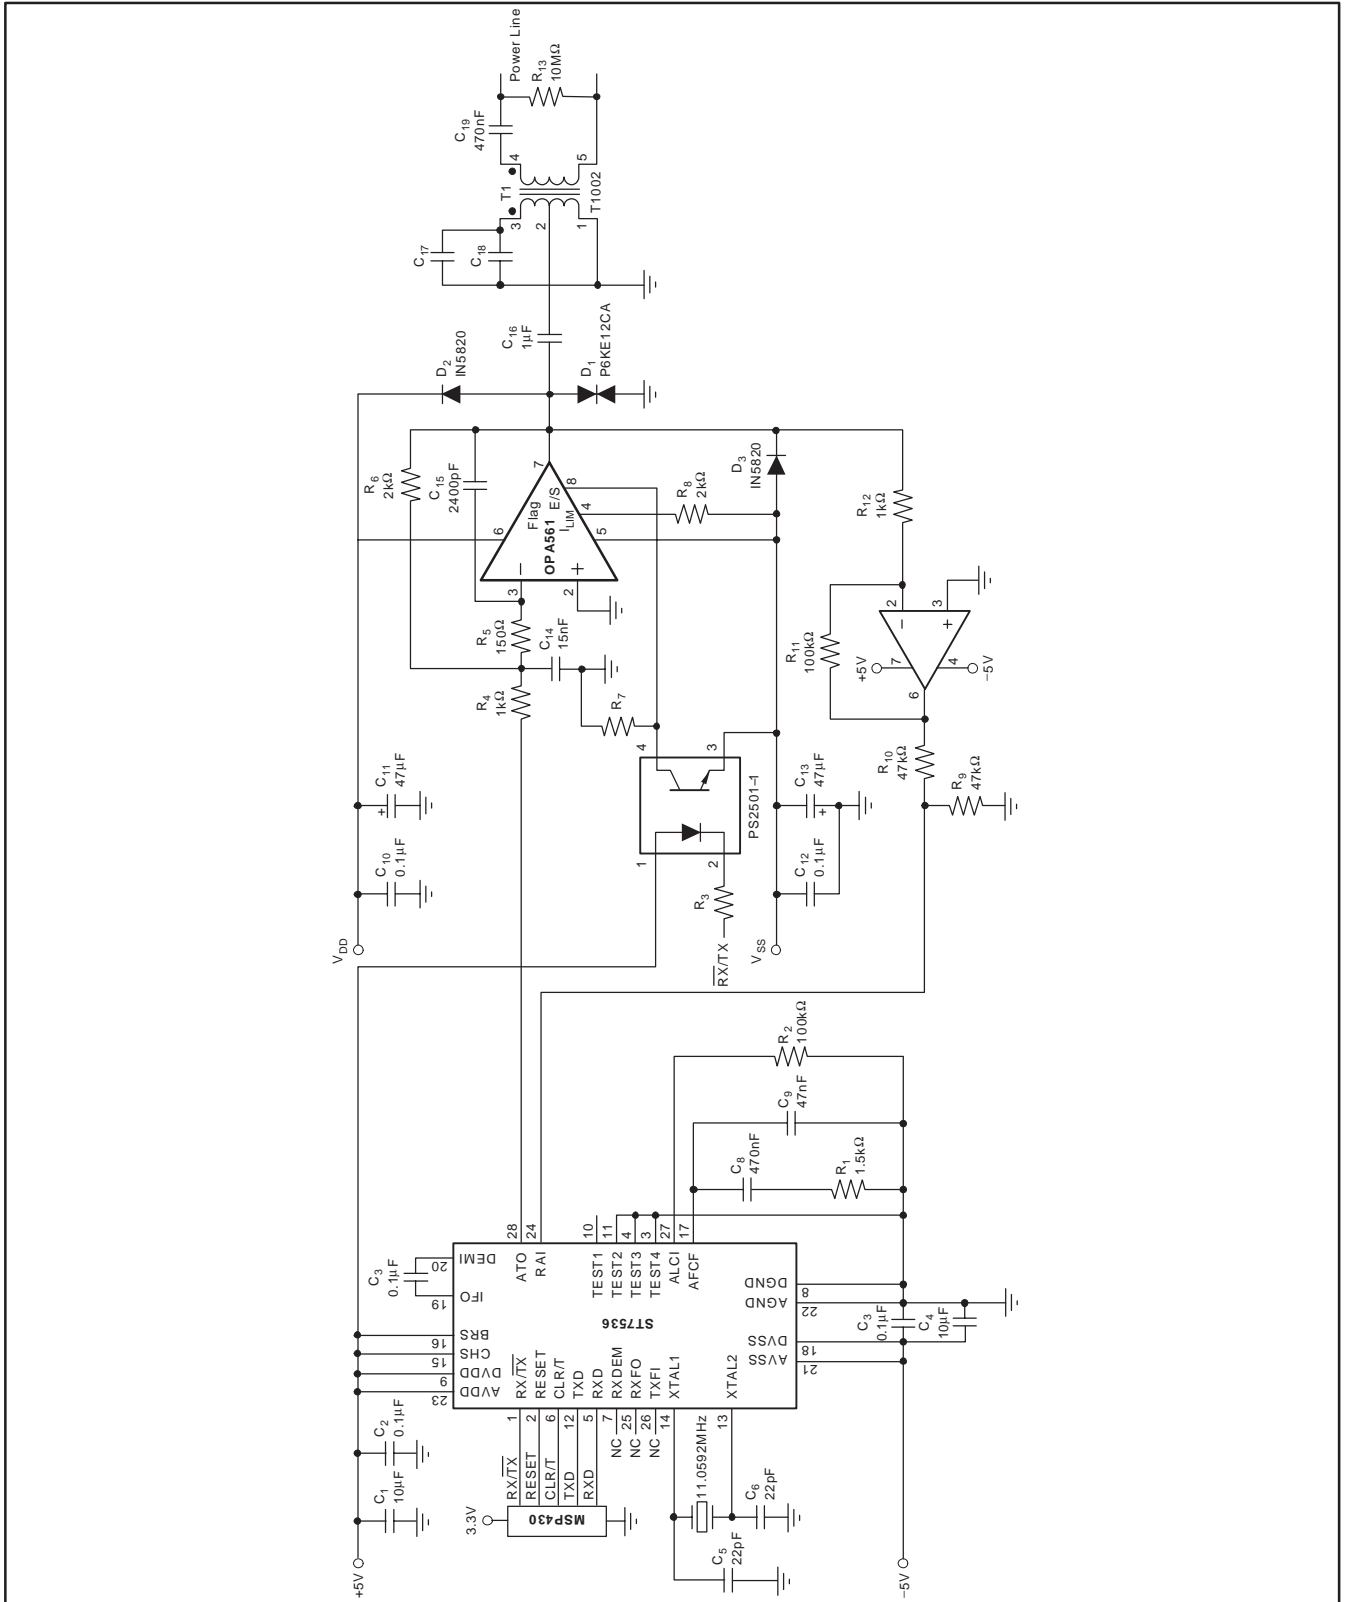 Power Line
R13
10MΩ
C19
470nF
4
5
T1
T1002
3
2
1
C17
C18
C16
1µF
D2
IN5820
D1
P6KE12CA
R6
2kΩ
C15
2400pF
7
6
Flag
E/S
8
OPA561
ILIM
4
5
−
+
3
2
R8
2kΩ
D3
IN5820
R12
1kΩ
R5
150Ω
C14
15nF
R4
1kΩ
R7
R11
100kΩ
2
3
−
+
+5V
7
4
−5V
6
R10
47kΩ
R9
47kΩ
C11
47µF
+
C10
0.1µF
4
3
PS2501-1
1
2
C13
47µF
+
C12
0.1µF
R3
RX/TX
VDD
VSS
R2
100kΩ
C9
47nF
C8
470nF
R1
1.5kΩ
C3
0.1µF
20
DEMI
19
IFO
16
BRS
15
CHS
9
DVDD
23
AVDD
28
24
ATO
RAI
10
11
4
3
27
17
TEST1
TEST2
TEST3
TEST4
ALCI
AFCF
ST7536
8
DGND
22
AGND
18
DVSS
21
AVSS
C3
0.1µF
C4
10µF
RX/TX
RESET
CLR/T
TXD
RXD
RXDEM
RXFO
TXFI
XTAL1
XTAL2
1
2
6
12
5
7
25
26
14
13
NC
NC
NC
RX/TX
RESET
CLR/T
TXD
RXD
MSP430
3.3V
C2
0.1µF
C1
10µF
11.0592MHz
C6
22pF
C5
22pF
+5V
−5V